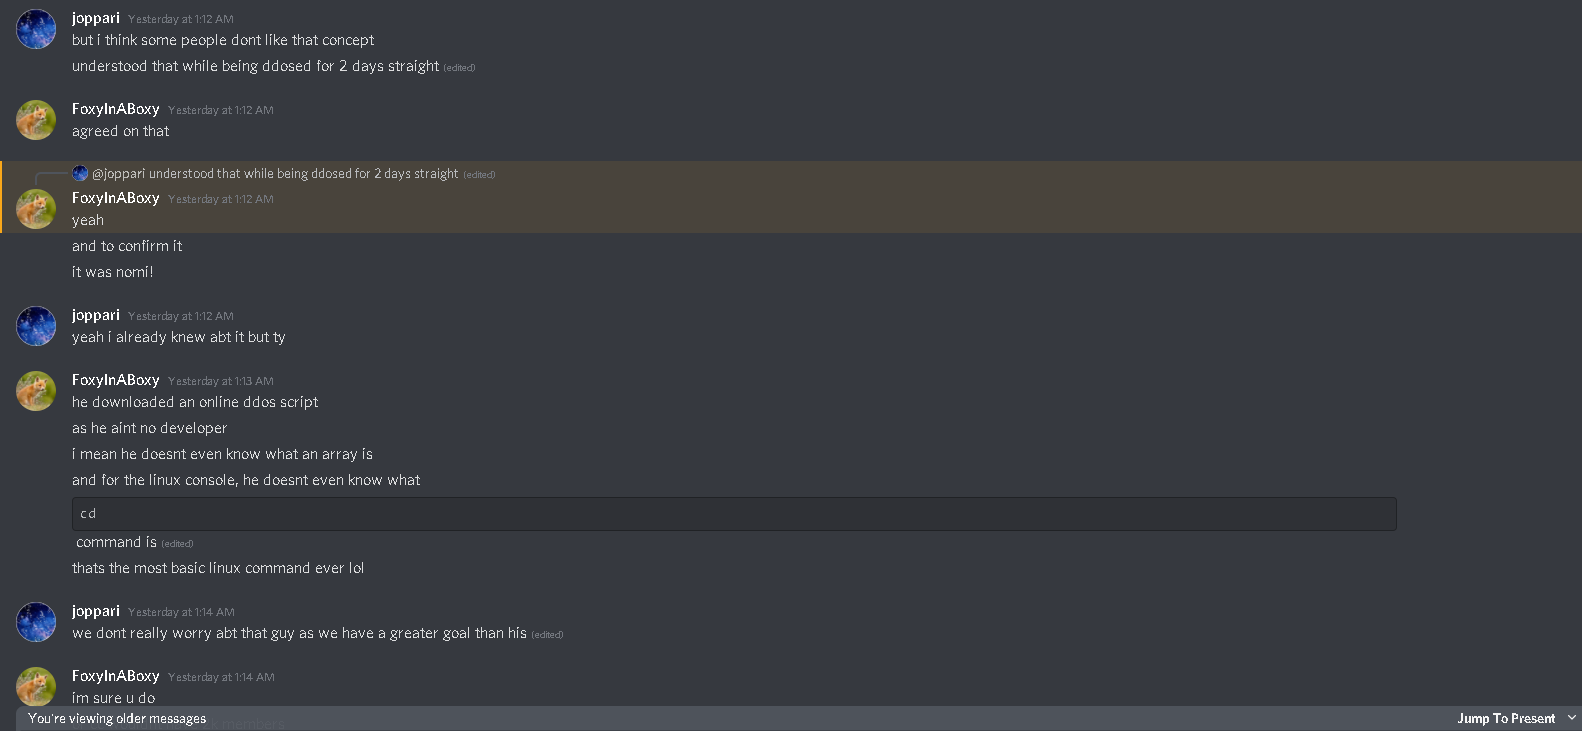 joppari Yesterday at 1:12 AM
but i think some people dont like that concept
understood that while being ddosed for 2 days straight (edited)
FoxyInABoxy Yesterday at 1:12 AM
agreed on that
@joppari understood that while being ddosed for 2 days straight (edited)
FoxyInABoxy Yesterday at 1:12 AM
yeah
and to confirm it
it was nomi!
joppari Yesterday at 1:12 AM
yeah i already knew abt it but ty
FoxyInABoxy Yesterday at 1:13 AM
he downloaded an online ddos script
as he aint no developer
i mean he doesnt even know what an array is
and for the linux console, he doesnt even know what
cd
command is (edited)
thats the most basic linux command ever lol
joppari Yesterday at 1:14 AM
we dont really worry abt that guy as we have a greater goal than his (edited)
FoxyInABoxy Yesterday at 1:14 AM
im sure u do
You're viewing older messages Jump To Present